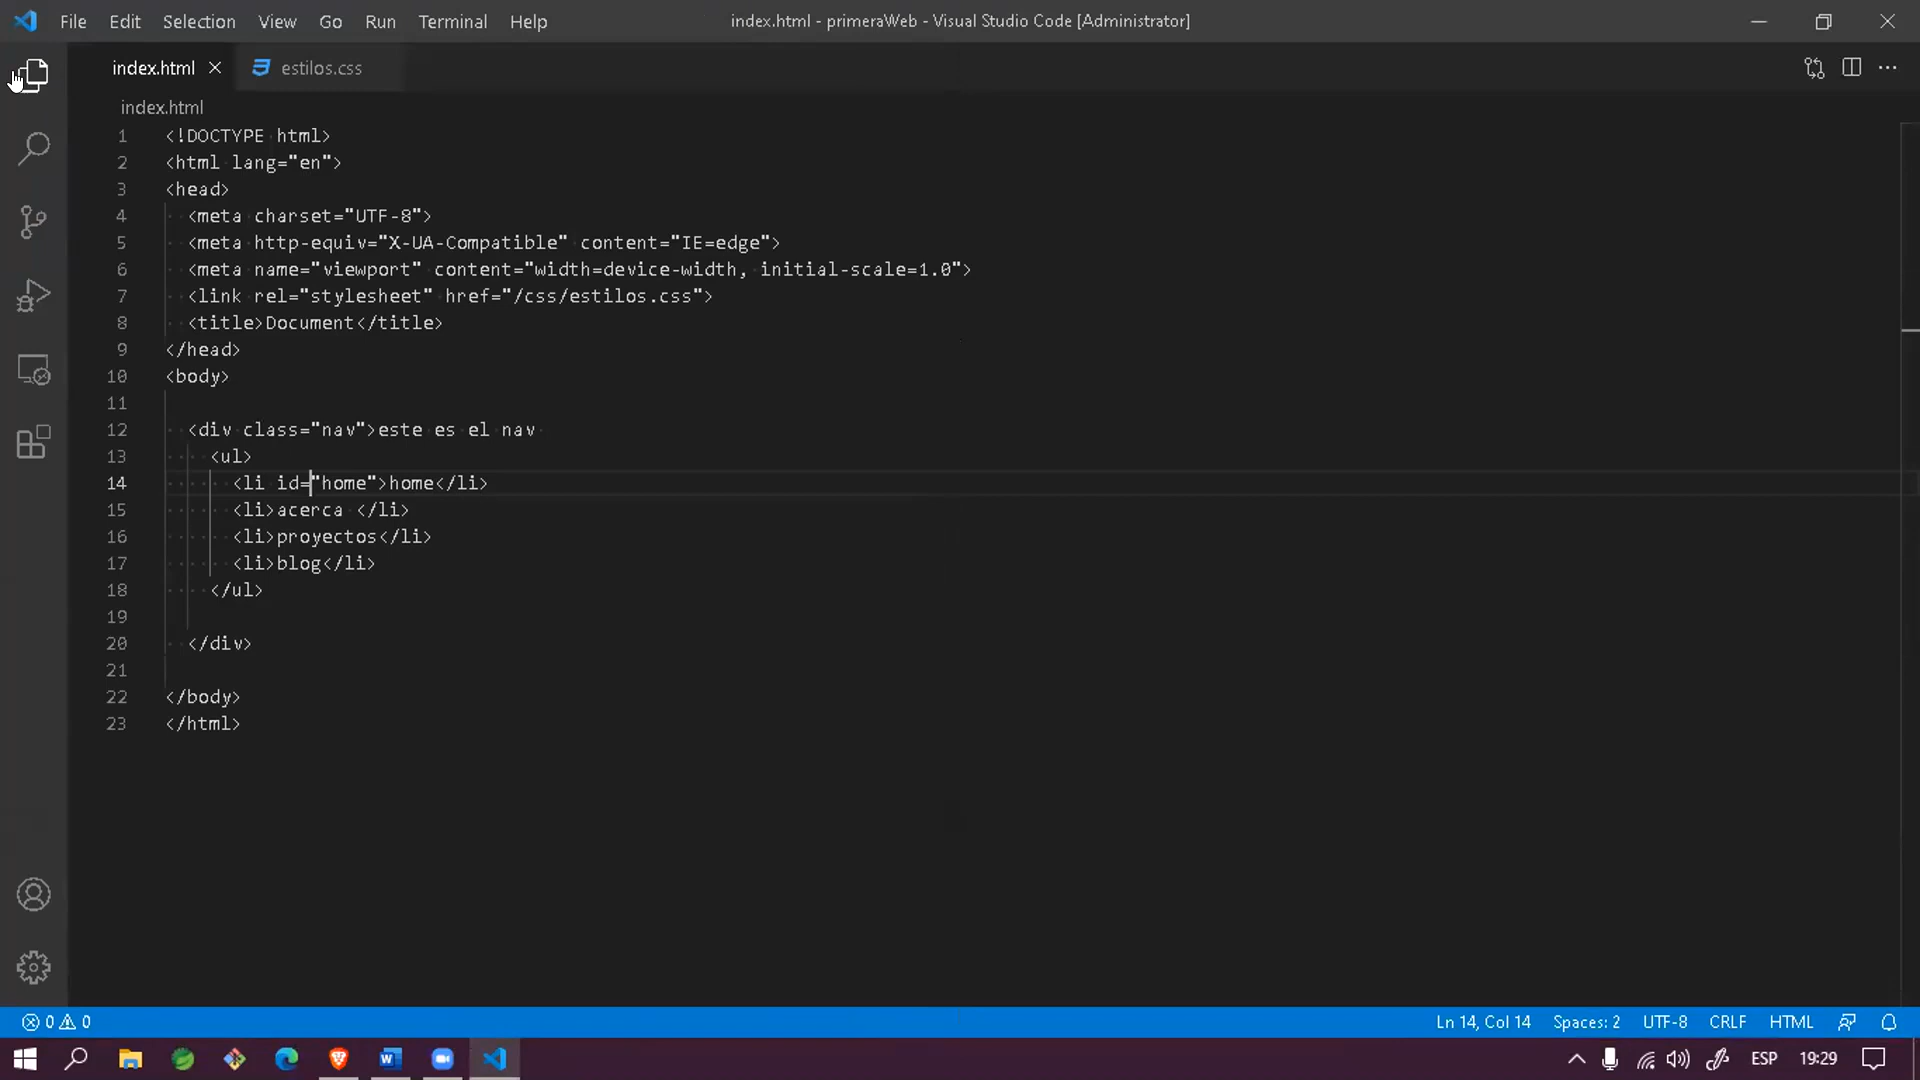 File Edit Selection View Go Run Terminal Help index.html - primeraWeb - Visual Studio Code [Administrator]
index.html estilos.css
index.html
1 <!DOCTYPE html>
2 <html lang="en">
3 <head>
4 <meta charset="UTF-8">
5 <meta http-equiv="X-UA-Compatible" content="IE=edge">
6 <meta name="viewport" content="width=device-width, initial-scale=1.0">
7 <link rel="stylesheet" href="/css/estilos.css">
8 <title>Document</title>
9 </head>
10 <body>
11
12 <div class="nav">este es el nav
13 <ul>
14 <li id="home">home</li>
15 <li>acerca </li>
16 <li>proyectos</li>
17 <li>blog</li>
18 </ul>
19
20 </div>
21
22 </body>
23 </html>
0 0 Ln 14, Col 14 Spaces: 2 UTF-8 CRLF HTML
ESP 19:29